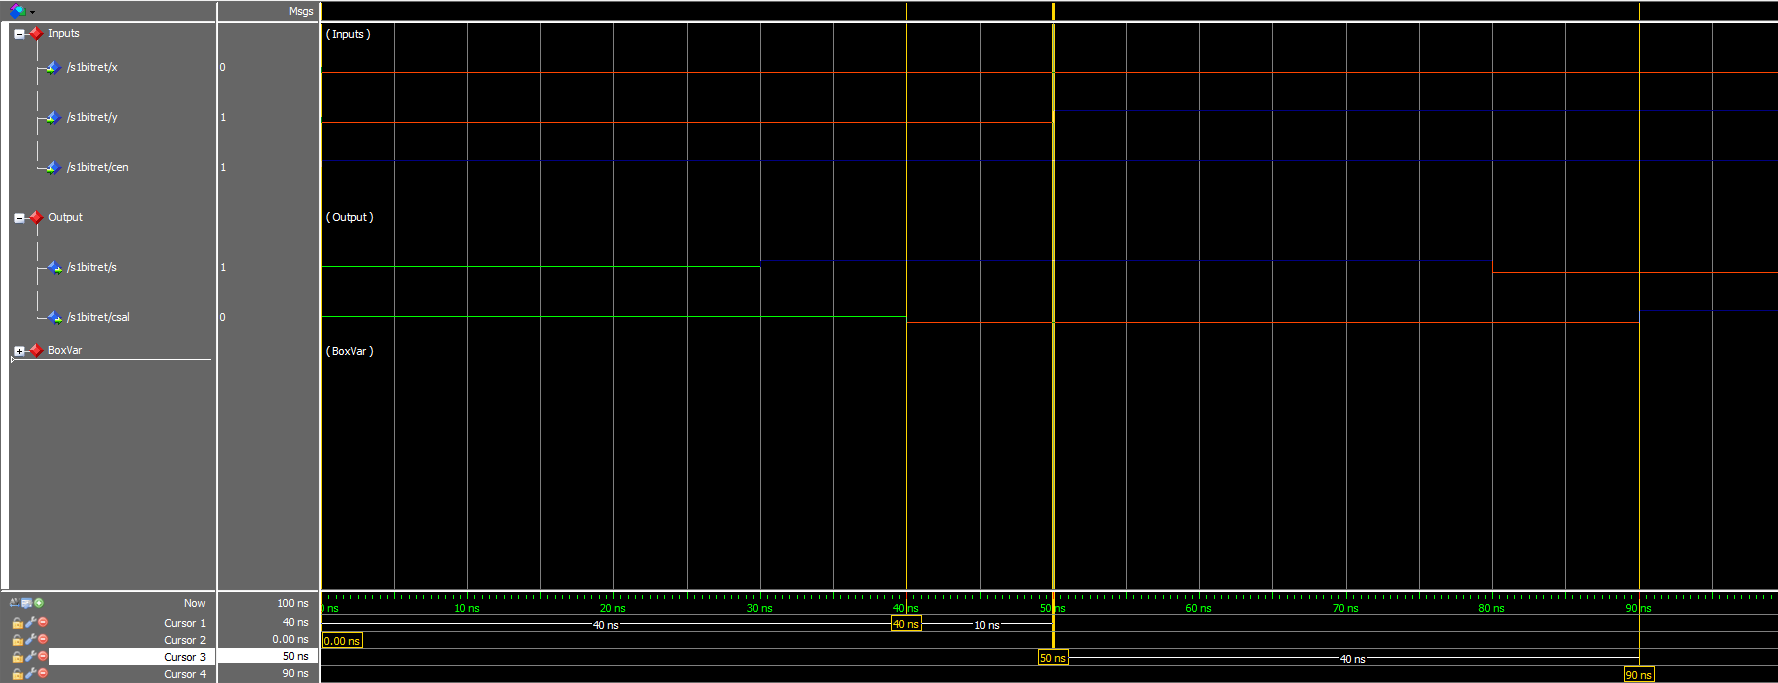 Msgs
Inputs (Inputs)
/s1bitret/x 0
/s1bitret/y 1
/s1bitret/cen 1
Output (Output)
/s1bitret/s 1
/s1bitret/csal 0
BoxVar (BoxVar)
Now 100 ns ns 10 ns 20 ns 30 ns 40 ns 50 ns 60 ns 70 ns 80 ns 90 ns
Cursor 1 40 ns 40 ns 40 ns 10 ns
Cursor 2 0.00 ns 0.00 ns
Cursor 3 50 ns 50 ns 40 ns
Cursor 4 90 ns 90 ns